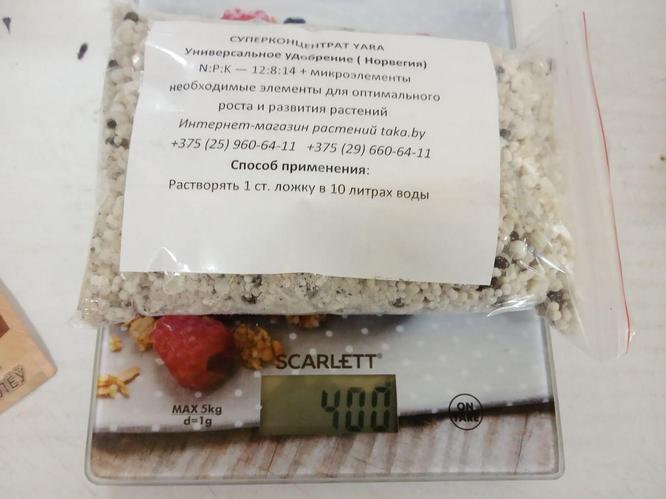 СУПЕРКОНЦЕНТРАТ YARA
Универсальное удобрение ( Норвегия)
N:P:K — 12:8:14 + микроэлементы
необходимые элементы для оптимального
роста и развития растений
Интернет-магазин растений taka.by
+375 (25) 960-64-11 +375 (29) 660-64-11
Способ применения:
Растворять 1 ст. ложку в 10 литрах воды
SCARLETT
MAX 5kg
d=1g
400
ON
TARE